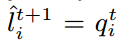 $\hat{l}_i^{t+1} = q_i^t$